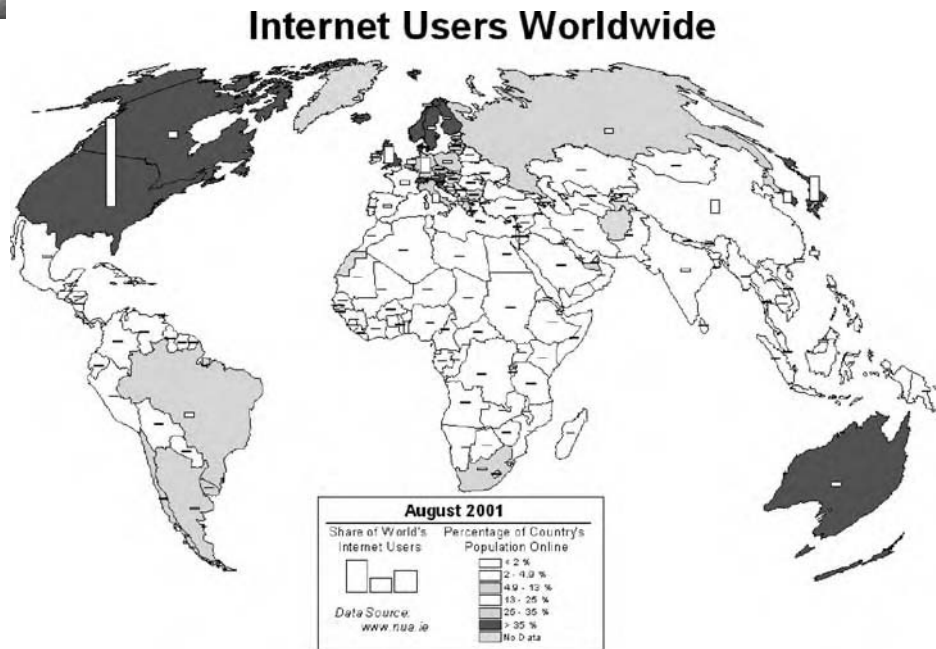 Internet Users Worldwide
August 2001
Share of World's
Internet Users
Data Source:
www.nua.ie
Percentage of Country's
Population Online
< 2 %
2 - 4.9 %
4.9 - 13 %
13 - 25 %
25 - 35 %
> 35 %
No Data